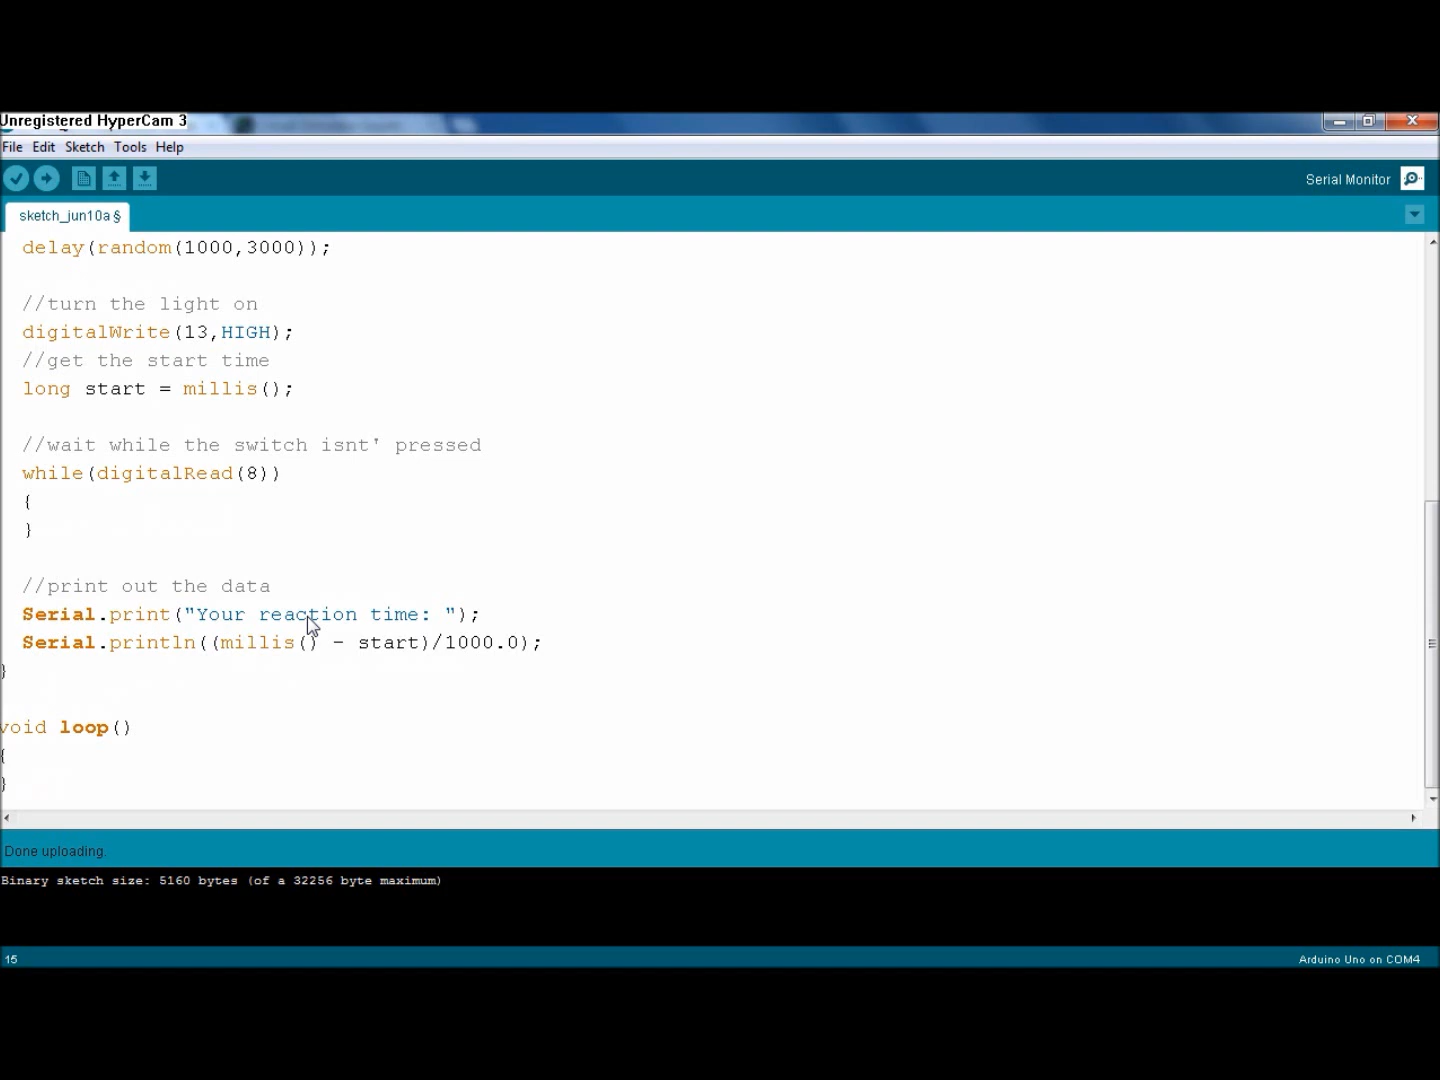 Unregistered HyperCam 3
File Edit Sketch Tools Help
Serial Monitor
sketch_jun10a §
delay(random(1000,3000));
//turn the light on
digitalWrite(13,HIGH);
//get the start time
long start = millis();
//wait while the switch isnt' pressed
while(digitalRead(8))
{
}
//print out the data
Serial.print("Your reaction time: ");
Serial.println((millis() - start)/1000.0);
}
void loop()
{
}
Done uploading.
Binary sketch size: 5160 bytes (of a 32256 byte maximum)
15
Arduino Uno on COM4